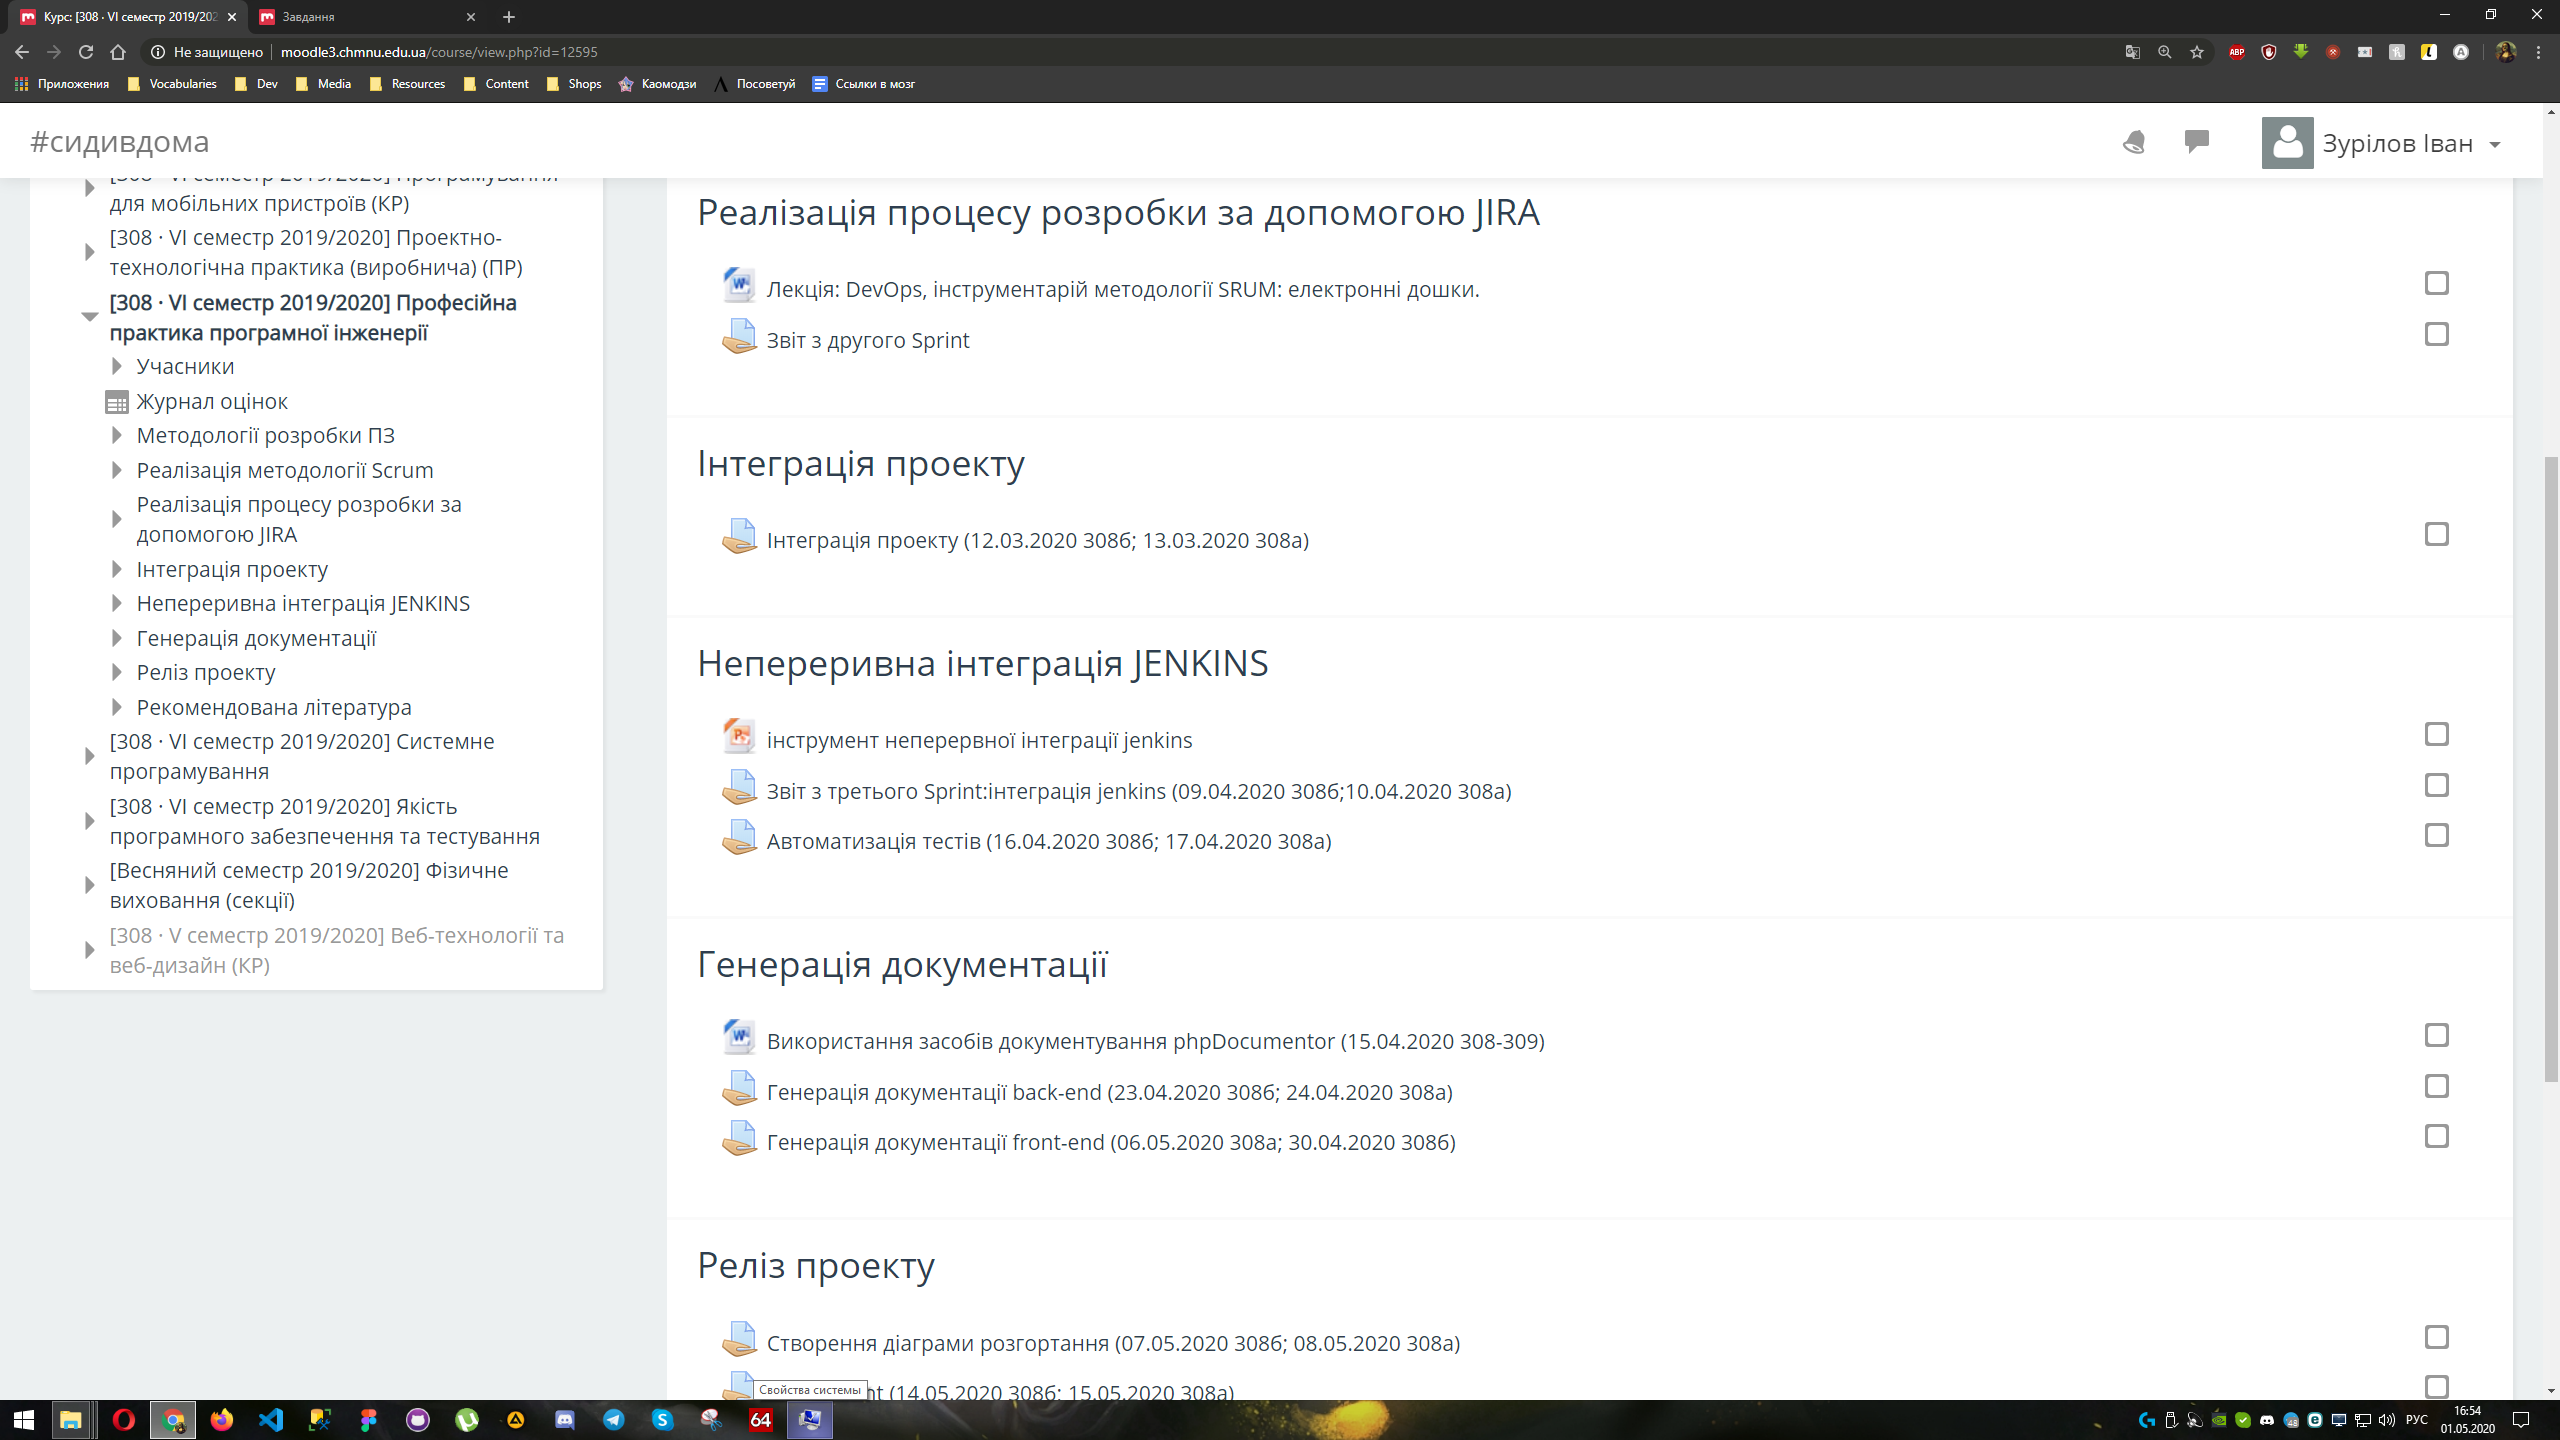 Курс: [308 · VI семестр 2019/202
Завдання
Не защищено
moodle3.chmnu.edu.ua/course/view.php?id=12595
ABP
Приложения
Vocabularies
Dev
Media
Resources
Content
Shops
Каомодзи
Посоветуй
Ссылки в мозг
#сидивдома
Зурілов Іван
[308 · VI семестр 2019/2020] Програмування
для мобільних пристроїв (КР)
[308 · VI семестр 2019/2020] Проектно-
технологічна практика (виробнича) (ПР)
[308 · VI семестр 2019/2020] Професійна
практика програмної інженерії
Учасники
Журнал оцінок
Методології розробки ПЗ
Реалізація методології Scrum
Реалізація процесу розробки за
допомогою JIRA
Інтеграція проекту
Непереривна інтеграція JENKINS
Генерація документації
Реліз проекту
Рекомендована література
[308 · VI семестр 2019/2020] Системне
програмування
[308 · VI семестр 2019/2020] Якість
програмного забезпечення та тестування
[Весняний семестр 2019/2020] Фізичне
виховання (секції)
[308 · V семестр 2019/2020] Веб-технології та
веб-дизайн (КР)
Реалізація процесу розробки за допомогою JIRA
Лекція: DevOps, інструментарій методології SRUM: електронні дошки.
Звіт з другого Sprint
Інтеграція проекту
Інтеграція проекту (12.03.2020 308б; 13.03.2020 308а)
Непереривна інтеграція JENKINS
інструмент неперервної інтеграції jenkins
Звіт з третього Sprint:інтеграція jenkins (09.04.2020 308б;10.04.2020 308а)
Автоматизація тестів (16.04.2020 308б; 17.04.2020 308а)
Генерація документації
Використання засобів документування phpDocumentor (15.04.2020 308-309)
Генерація документації back-end (23.04.2020 308б; 24.04.2020 308а)
Генерація документації front-end (06.05.2020 308а; 30.04.2020 308б)
Реліз проекту
Створення діаграми розгортання (07.05.2020 308б; 08.05.2020 308а)
nt (14.05.2020 308б; 15.05.2020 308а)
Свойства системы
64
РУС
16:54
01.05.2020